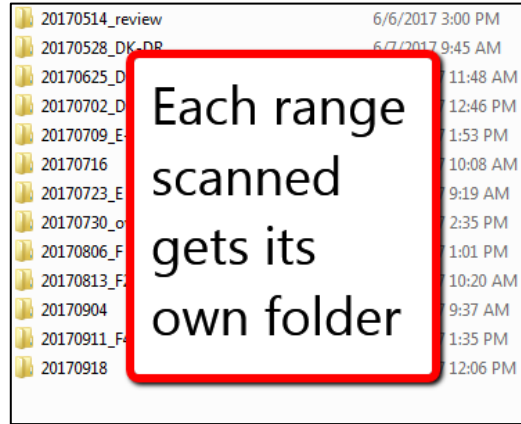 20170514_review 6/6/2017 3:00 PM
20170528_DK-DR 6/7/2017 9:45 AM
20170625_D 11:48 AM
20170702_D 12:46 PM
20170709_E- 1:53 PM
20170716 10:08 AM
20170723_E 9:19 AM
20170730_o 2:35 PM
20170806_F 1:01 PM
20170813_F 10:20 AM
20170904 9:37 AM
20170911_F 1:35 PM
20170918 12:06 PM
Each range
scanned
gets its
own folder